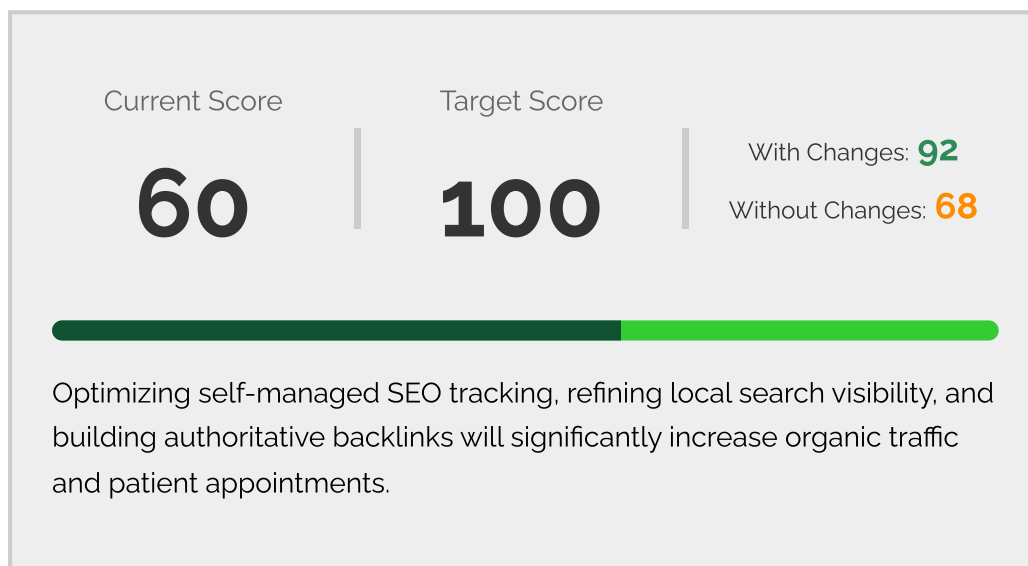 Current Score
Target Score
60
100
With Changes: 92
Without Changes: 68
Optimizing self-managed SEO tracking, refining local search visibility, and
building authoritative backlinks will significantly increase organic traffic
and patient appointments.